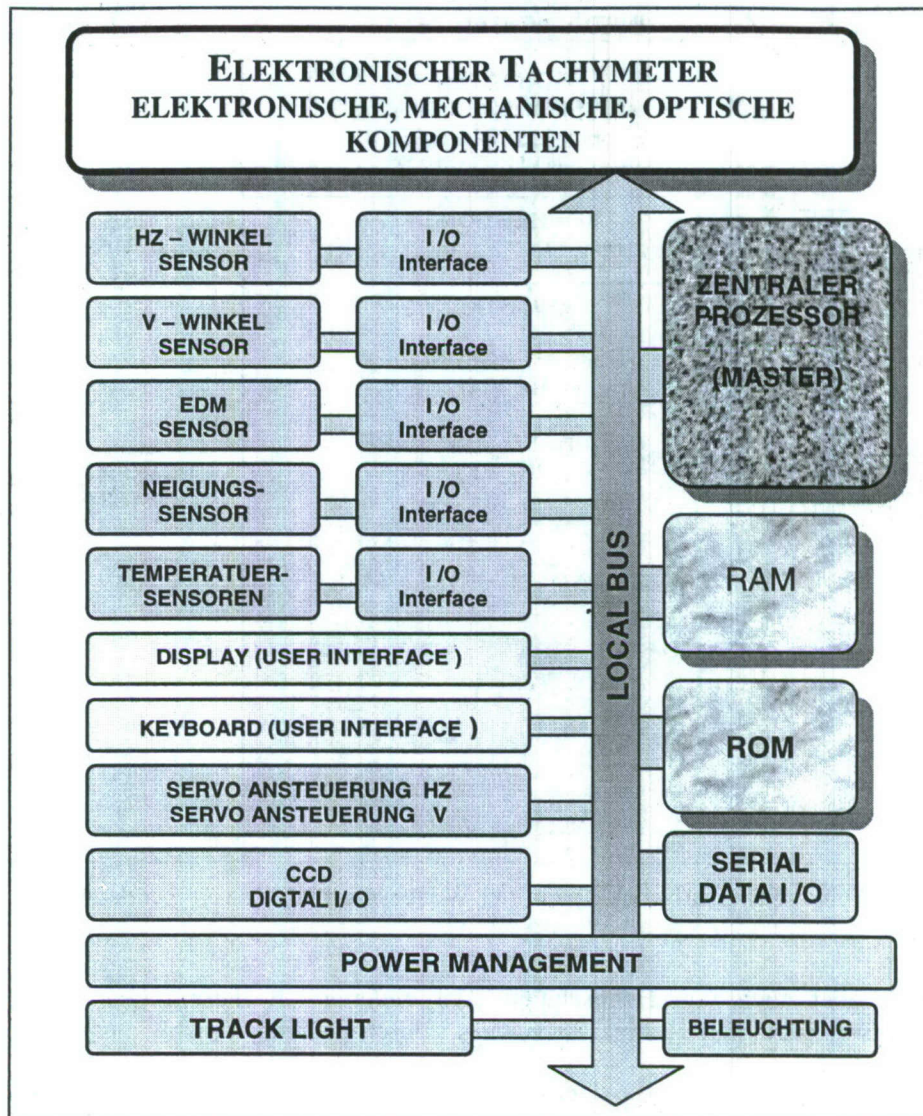 ELEKTRONISCHER TACHYMETER
ELEKTRONISCHE, MECHANISCHE, OPTISCHE
KOMPONENTEN
HZ – WINKEL
SENSOR
I /O
Interface
V – WINKEL
SENSOR
I /O
Interface
EDM
SENSOR
I /O
Interface
NEIGUNGS-
SENSOR
I /O
Interface
TEMPERATUER-
SENSOREN
I /O
Interface
DISPLAY (USER INTERFACE )
KEYBOARD (USER INTERFACE )
SERVO ANSTEUERUNG HZ
SERVO ANSTEUERUNG V
CCD
DIGTAL I/ O
LOCAL BUS
ZENTRALER
PROZESSOR
(MASTER)
RAM
ROM
SERIAL
DATA I /O
POWER MANAGEMENT
TRACK LIGHT
BELEUCHTUNG